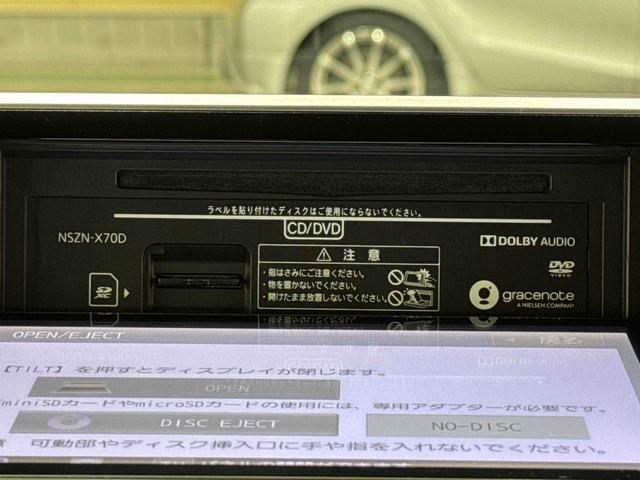 ラベルを貼り付けたディスクはご使用にならないでください。
CD/DVD
NSZN-X70D
DOLBY AUDIO
⚠ 注意
・指はさみにご注意ください。
・物を置かないでください。
・開けたまま放置しないでください。
SD XC
DVD VIDEO
gracenote
A NIELSEN COMPANY
OPEN/EJECT
戻る
【TILT】を押すとディスプレイが閉じます。
OPEN
miniSDカードやmicroSDカードの使用には、専用アダプターが必要です。
DISC EJECT
NO-DISC
可動部やディスク挿入口に手や指を入れないでください。